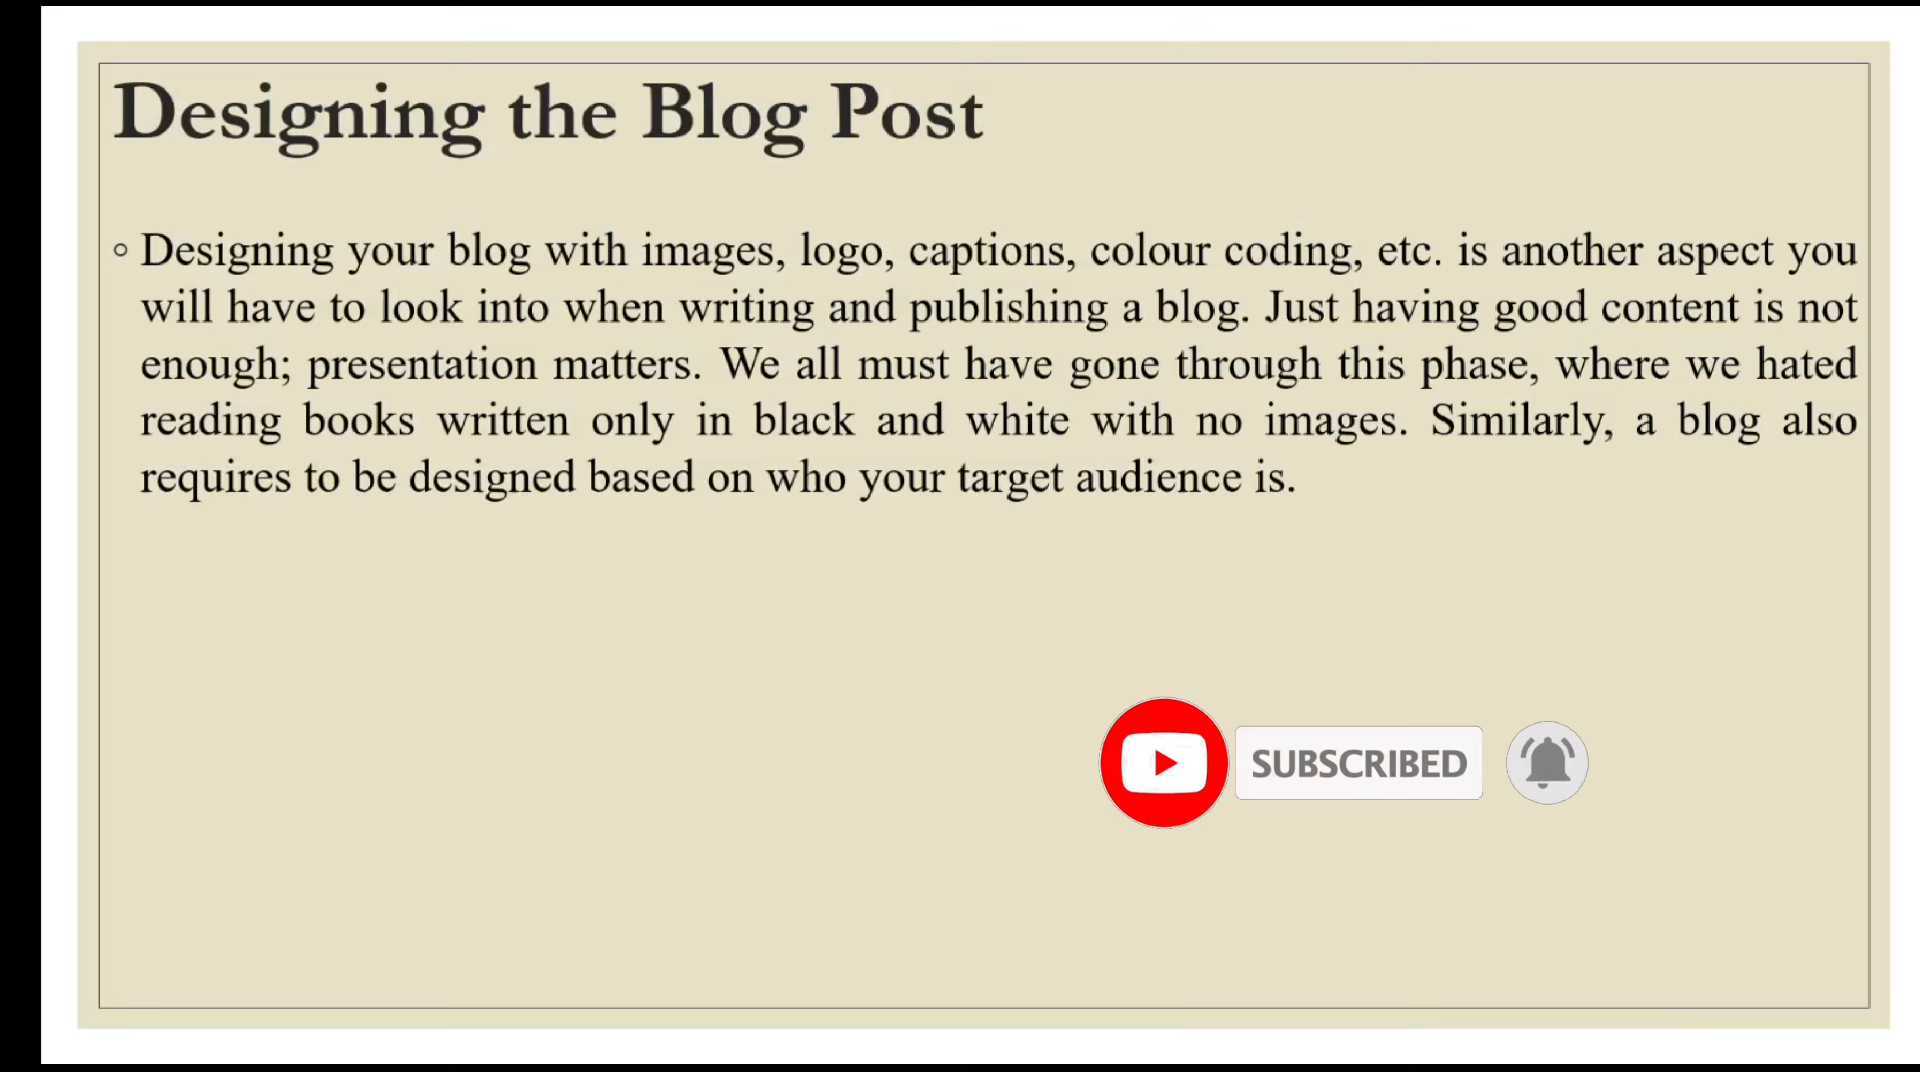 Designing the Blog Post
◦ Designing your blog with images, logo, captions, colour coding, etc. is another aspect you
will have to look into when writing and publishing a blog. Just having good content is not
enough; presentation matters. We all must have gone through this phase, where we hated
reading books written only in black and white with no images. Similarly, a blog also
requires to be designed based on who your target audience is.
SUBSCRIBED